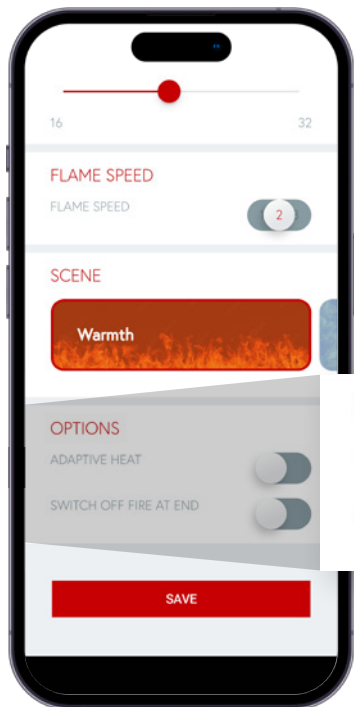 16 32
FLAME SPEED
FLAME SPEED 2
SCENE
Warmth
OPTIONS
ADAPTIVE HEAT
SWITCH OFF FIRE AT END
SAVE